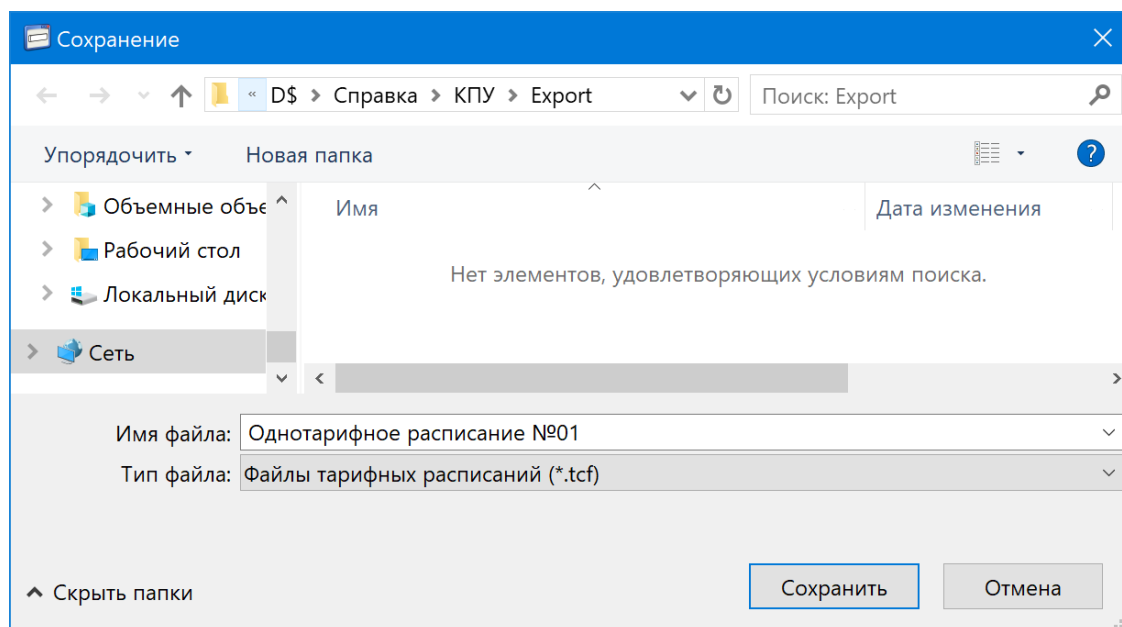 Сохранение
« D$ > Справка > КПУ > Export
Поиск: Export
Упорядочить
Новая папка
?
Объемные объе
Имя
Дата изменения
Рабочий стол
Нет элементов, удовлетворяющих условиям поиска.
Локальный диск
Сеть
Имя файла: Однотарифное расписание №01
Тип файла: Файлы тарифных расписаний (*.tcf)
Скрыть папки
Сохранить
Отмена